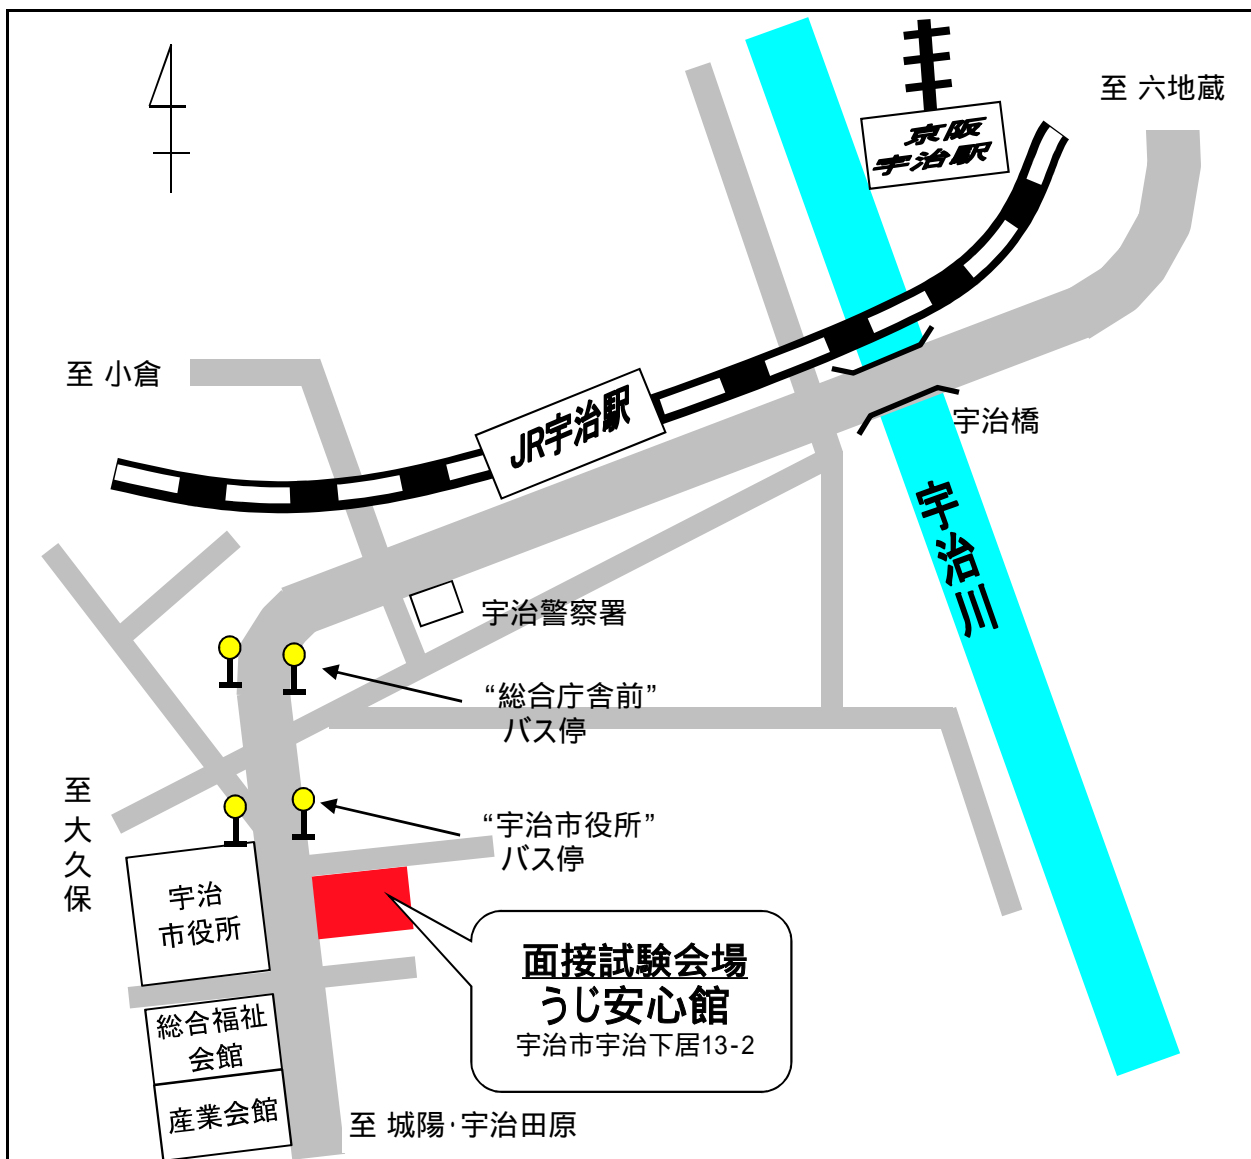 至 六地蔵
京阪
宇治駅
至 小倉
JR宇治駅
宇治橋
宇治川
宇治警察署
“総合庁舎前”
バス停
至 大久保
“宇治市役所”
バス停
宇治
市役所
面接試験会場
うじ安心館
宇治市宇治下居13-2
総合福祉
会館
産業会館
至 城陽・宇治田原